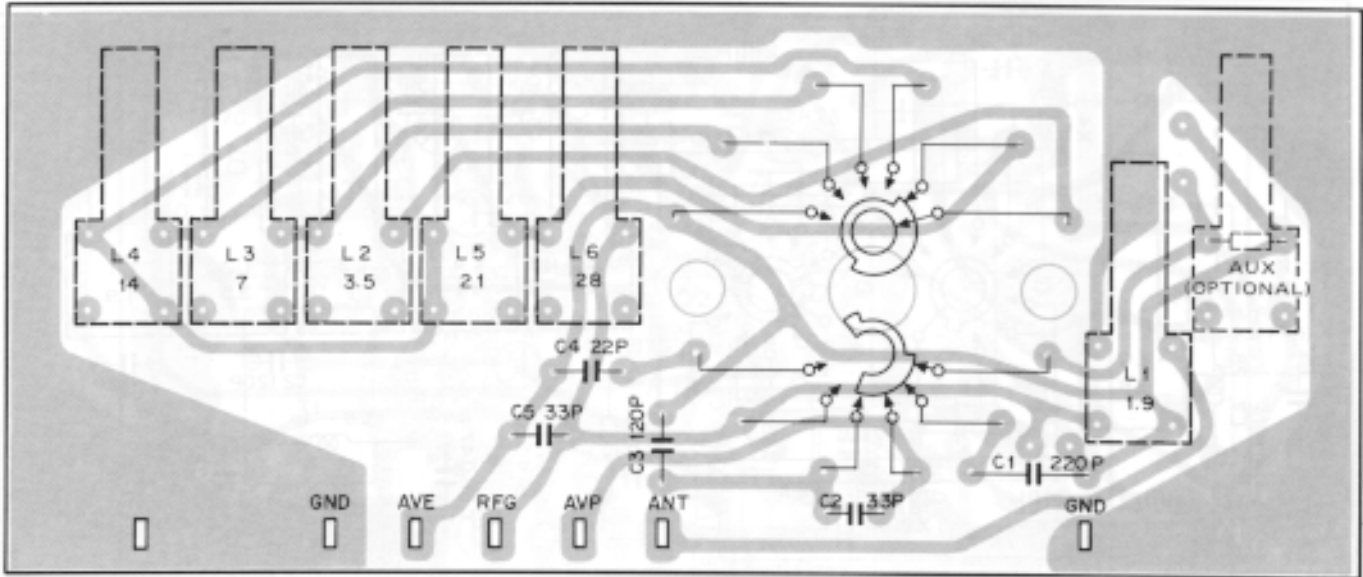 L4
14
L3
7
L2
3.5
L5
21
L6
28
AUX
(OPTIONAL)
L1
1.9
C4 22P
C5 33P
C3 120P
C1 220P
C2 33P
GND
AVE
RFG
AVP
ANT
GND